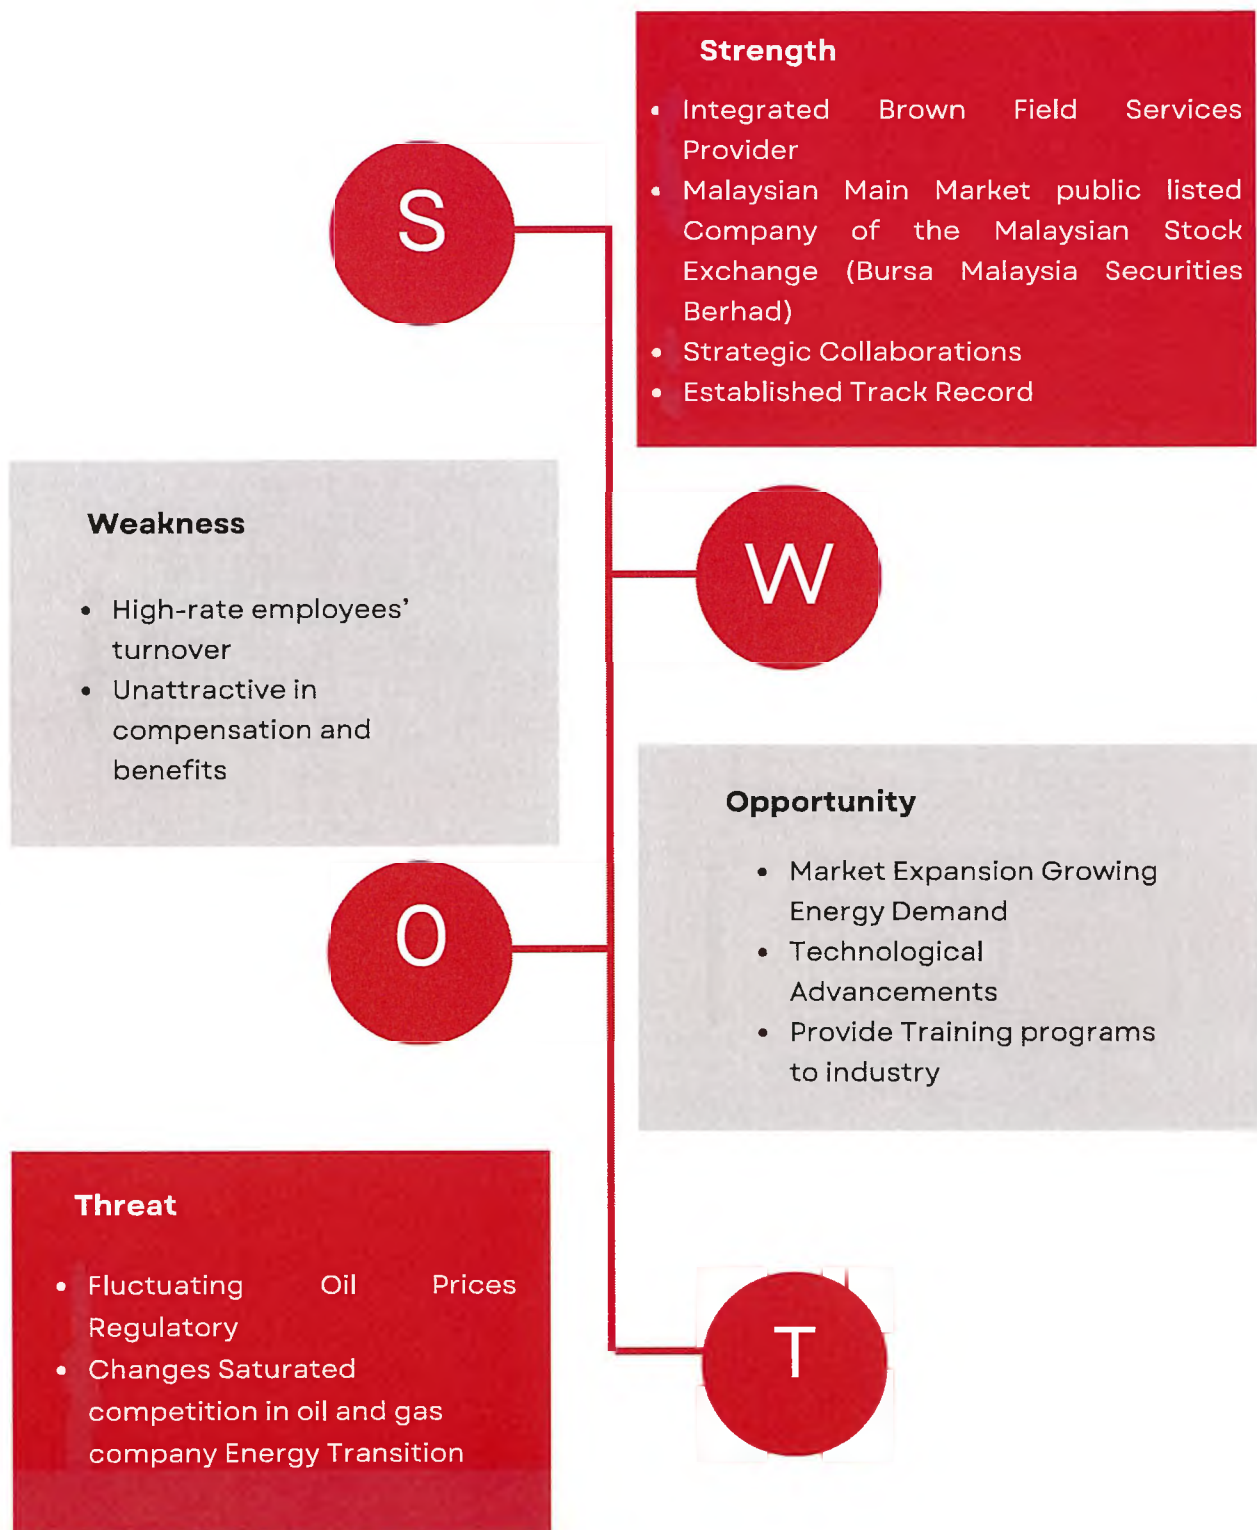 S
Strength
• Integrated Brown Field Services
Provider
• Malaysian Main Market public listed
Company of the Malaysian Stock
Exchange (Bursa Malaysia Securities
Berhad)
• Strategic Collaborations
• Established Track Record
Weakness
• High-rate employees’
turnover
• Unattractive in
compensation and
benefits
W
O
Opportunity
• Market Expansion Growing
Energy Demand
• Technological
Advancements
• Provide Training programs
to industry
Threat
• Fluctuating Oil Prices
Regulatory
• Changes Saturated
competition in oil and gas
company Energy Transition
T